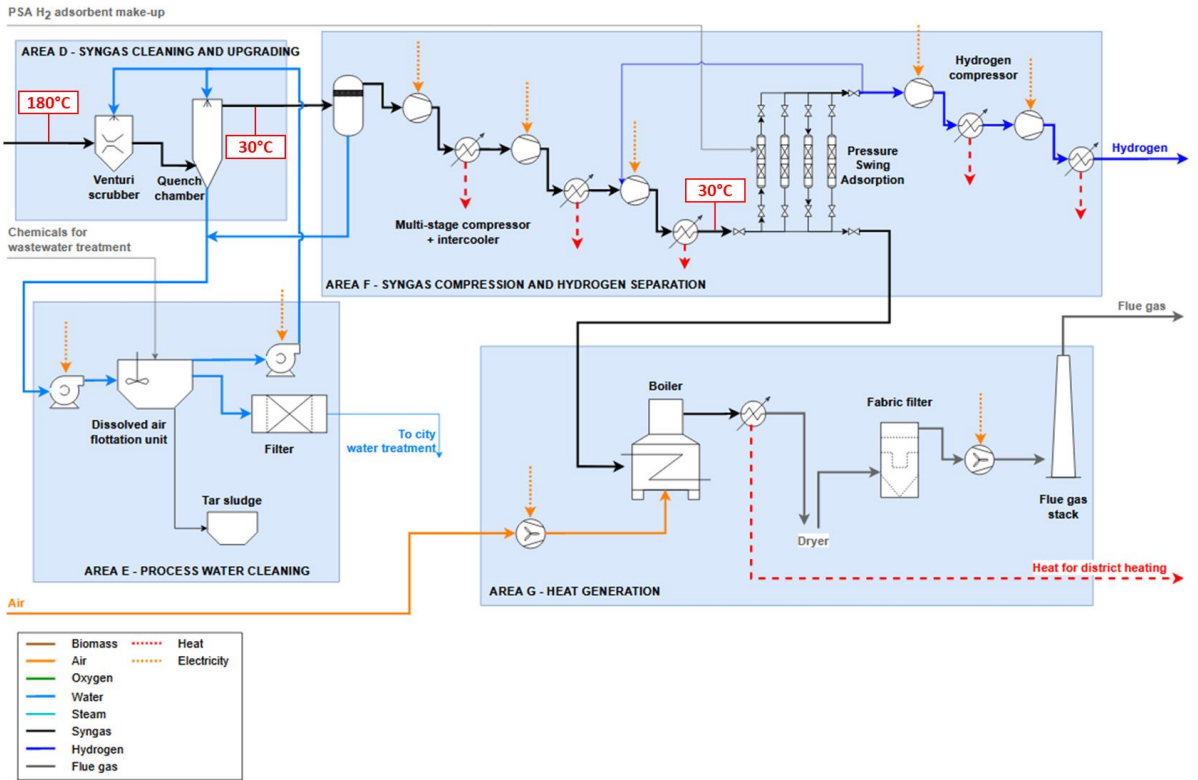 PSA H2 adsorbent make-up
AREA D - SYNGAS CLEANING AND UPGRADING
180°C
30°C
Venturi
scrubber
Quench
chamber
Hydrogen
compressor
Pressure
Swing
Adsorption
Hydrogen
30°C
Multi-stage compressor
+ intercooler
AREA F - SYNGAS COMPRESSION AND HYDROGEN SEPARATION
Chemicals for
wastewater treatment
Dissolved air
flottation unit
Filter
To city
water treatment
Tar sludge
AREA E - PROCESS WATER CLEANING
Flue gas
Boiler
Fabric filter
Flue gas
stack
Dryer
Heat for district heating
AREA G - HEAT GENERATION
Air
Biomass
Air
Oxygen
Water
Steam
Syngas
Hydrogen
Flue gas
Heat
Electricity